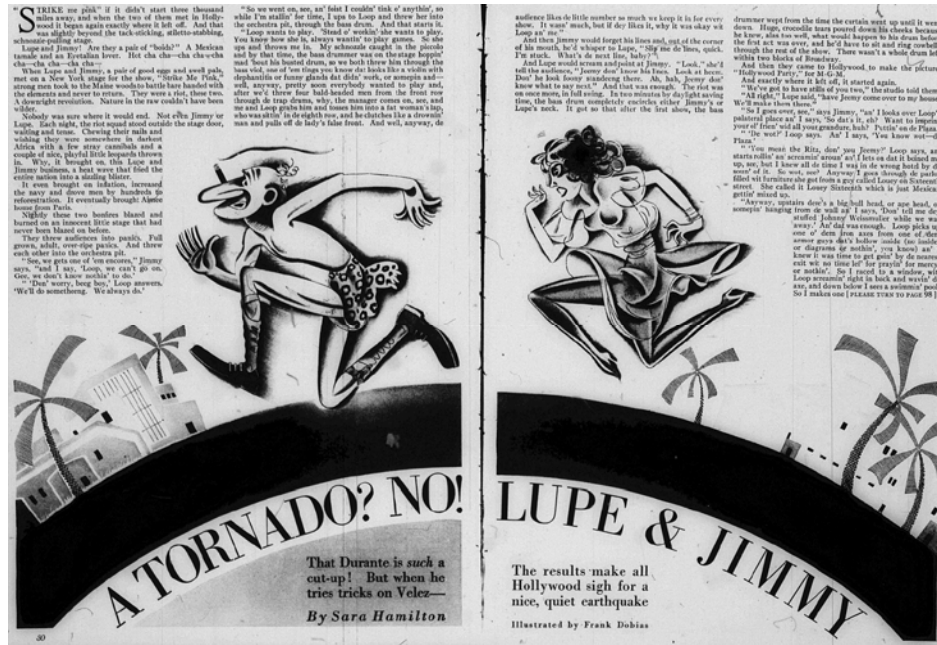 "STRIKE me pink" if it didn't start three thousand
miles away, and when the two of them met in Holly-
wood it began again exactly where it left off. And that
was slightly beyond the tack-sticking, stiletto-stabbing,
schnozzle-pulling stage.
Lupe and Jimmy! Are they a pair of "boids?" A Mexican
tamale and an Eyetalian lover. Hot cha cha—cha cha
cha—cha cha—cha cha—
When Lupe and Jimmy, a pair of good eggs and swell pals,
met on a New York stage for the show, "Strike Me Pink,"
strong men took to the Maine woods to battle bare handed with
the elements and never to return. They were a riot, these two.
A downright revolution. Nature in the raw couldn't have been
wilder.
Nobody was sure where it would end. Not even Jimmy or
Lupe. Each night, the riot squad stood outside the stage door,
waiting and tense. Chewing their nails and
wishing they were somewhere in darkest
Africa with a few stray cannibals and a
couple of nice, playful little leopards thrown
in. Why, it brought on, this Lupe and
Jimmy business, a heat wave that fried the
entire nation into a sizzling blister.
It even brought on inflation, increased
the navy and drove men by hundreds to
reforestation. It eventually brought Aimee
home from Paris.
Nightly these two bonfires blazed and
burned on an innocent little stage that had
never been blazed on before.
They threw audiences into panics. Full
grown, adult, over-ripe panics. And threw
each other into the orchestra pit.
"See, we gets one of 'em encores," Jimmy
says, "and I say, 'Loop, we can't go on.
Gee, we don't know nothin' to do.'
"'Don' worry, beeg boy,' Loop answers.
'We'll do sometheeng. We always do.'
"So we went on, see, an' foist I couldn' tink o' anythin', so
while I'm stallin' for time, I ups to Loop and threw her into
the orchestra pit, through the bass drum. And dat starts it.
"Loop wants to play. 'Stead o' workin' she wants to play.
You know how she is, always wantin' to play games. So she
ups and throws me in. My schnozzle caught in the piccolo
and by that time, the bass drummer was on the stage hoppin'
mad 'bout his busted drum, so we both threw him through the
bass viol, one of 'em tings you know dat looks like a violin with
elephantitis or funny glands dat didn' work, or somepin and—
well, anyway, pretty soon everybody wanted to play and,
after we'd threw four bald-headed men from the front row
through de trap drums, why, the manager comes on, see, and
me and Loop grabs him and tosses him into a fat woman's lap,
who was sittin' in de eighth row, and he clutches like a drownin'
man and pulls off de lady's false front. And well, anyway, de
audience likes de little number so much we keep it in for every
show. It wasn' much, but if dey likes it, why it was okay wit
Loop an' me."
And then Jimmy would forget his lines and, out of the corner
of his mouth, he'd whisper to Lupe, "Slip me de lines, quick.
I'm stuck. What's de next line, baby?"
And Lupe would scream and point at Jimmy. "Look," she'd
tell the audience, "Jeemy don' know his lines. Look at heem.
Don' he look foony standeeng there. Ah, hah, Jeemy don'
know what to say next." And that was enough. The riot was
on once more, in full swing. In two minutes by daylight saving
time, the bass drum completely encircles either Jimmy's or
Lupe's neck. It got so that after the first show, the bass
drummer wept from the time the curtain went up until it went
down. Huge, crocodile tears poured down his cheeks because
he knew, alas too well, what would happen to his drum before
the first act was over, and he'd have to sit and ring cowbells
through the rest of the show. There wasn't a whole drum left
within two blocks of Broadway.
And then they came to Hollywood to make the picture
"Hollywood Party," for M-G-M.
And exactly where it left off, it started again.
"We've got to have stills of you two," the studio told them.
"All right," Lupe said, "have Jeemy come over to my house.
We'll make them there."
"So I goes over, see," says Jimmy, "an' I looks over Loop's
palatial place an' I says, 'So dat's it, eh? Want to impress
your ol' frien' wid all your grandure, huh? Puttin' on de Plaza.'
"'De wot?' Loop says. An' I says, 'You know wot—de
Plaza.'
"'You mean the Ritz, don' you Jeemy?' Loop says, an'
starts rollin' an' screamin' aroun' an' I lets on dat it boined me
up, see, but I knew all de time I was in de wrong hotel by de
soun' of it. So wot, see? Anyway I goes through de parlor
filled wit furniture she got from a guy called Lousy on Sixteenth
street. She called it Lousy Sixteenth which is just Mexican
gettin' mixed up.
"Anyway, upstairs dere's a big bull head, or ape head, or
somepin' hanging from de wall an' I says, 'Don' tell me dey
stuffed Johnny Weissmuller while we was
away.' An' dat was enough. Loop picks up
one o' dem iron axes from one of dem
armor guys dat's hollow inside (no insides
or diagrams or nothin', you know) an' I
knew it was time to get goin' by de nearest
exit wit no time lef' for prayin' for mercy
or nothin'. So I raced to a window, wit
Loop screamin' right in back and wavin' de
axe, and down below I sees a swimmin' pool.
So I makes one [PLEASE TURN TO PAGE 98]
A TORNADO? NO!
LUPE & JIMMY
That Durante is such a
cut-up! But when he
tries tricks on Velez—
By Sara Hamilton
The results make all
Hollywood sigh for a
nice, quiet earthquake
Illustrated by Frank Dobias
30